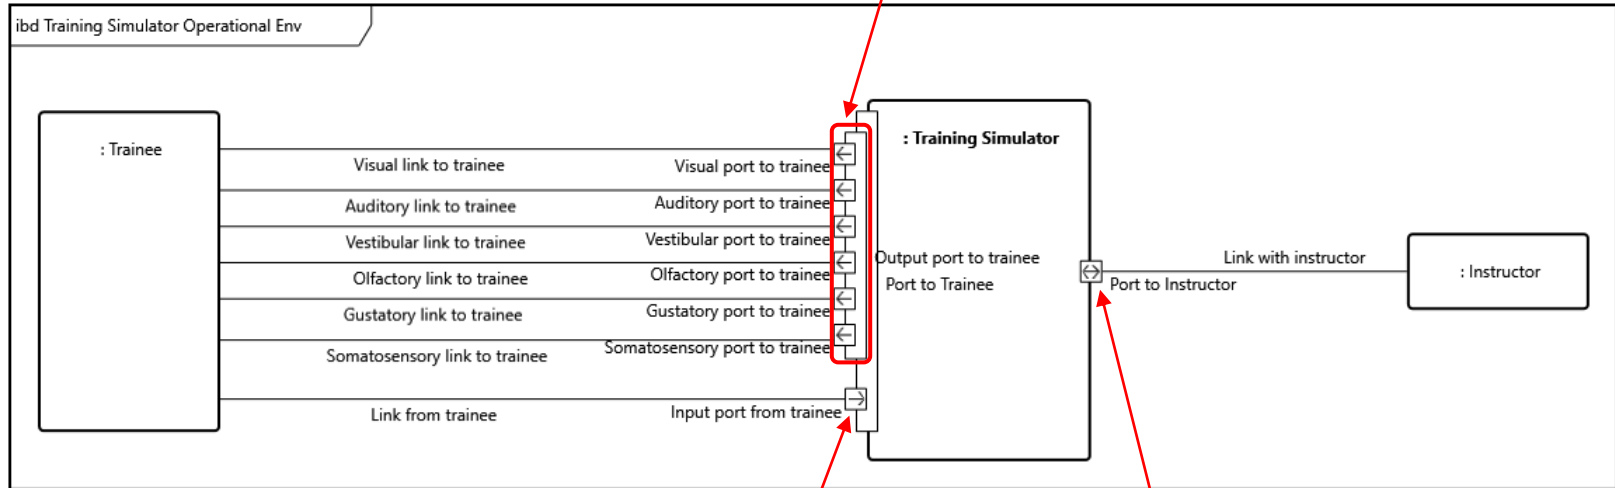 ibd Training Simulator Operational Env
: Trainee
: Training Simulator
Visual link to trainee
Visual port to trainee
Auditory link to trainee
Auditory port to trainee
Vestibular link to trainee
Vestibular port to trainee
Olfactory link to trainee
Olfactory port to trainee
Gustatory link to trainee
Gustatory port to trainee
Somatosensory link to trainee
Somatosensory port to trainee
Link from trainee
Input port from trainee
Output port to trainee
Port to Trainee
Link with instructor
Port to Instructor
: Instructor